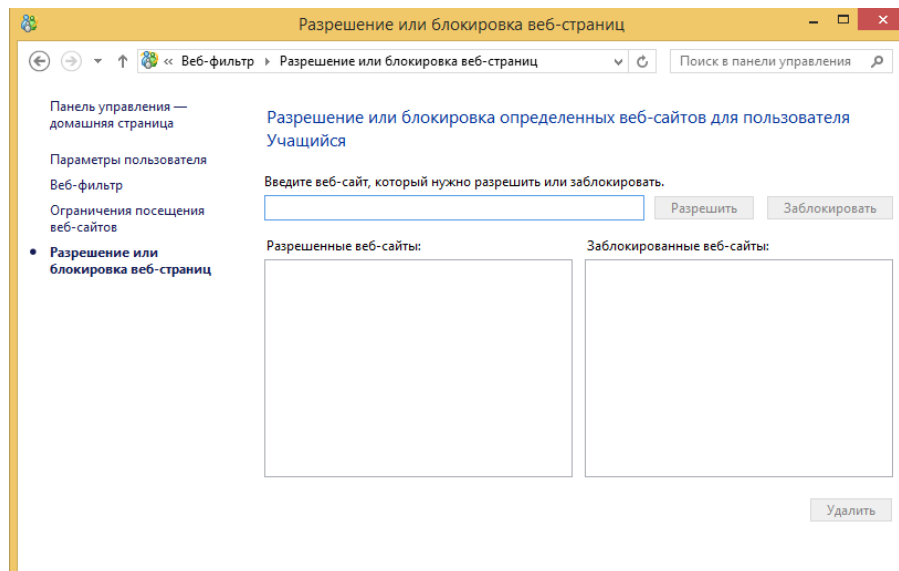 Разрешение или блокировка веб-страниц
« Веб-фильтр ▸ Разрешение или блокировка веб-страниц
Поиск в панели управления
Панель управления —
домашняя страница
Параметры пользователя
Веб-фильтр
Ограничения посещения
веб-сайтов
• Разрешение или
блокировка веб-страниц
Разрешение или блокировка определенных веб-сайтов для пользователя
Учащийся
Введите веб-сайт, который нужно разрешить или заблокировать.
Разрешить
Заблокировать
Разрешенные веб-сайты:
Заблокированные веб-сайты:
Удалить